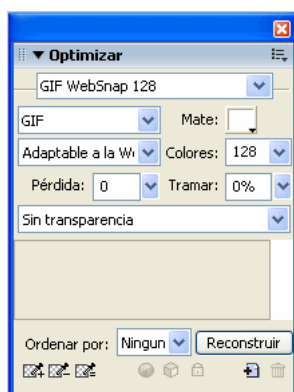 Optimizar
GIF WebSnap 128
GIF Mate:
Adaptable a la W Colores: 128
Pérdida: 0 Tramar: 0%
Sin transparencia
Ordenar por: Ningun Reconstruir